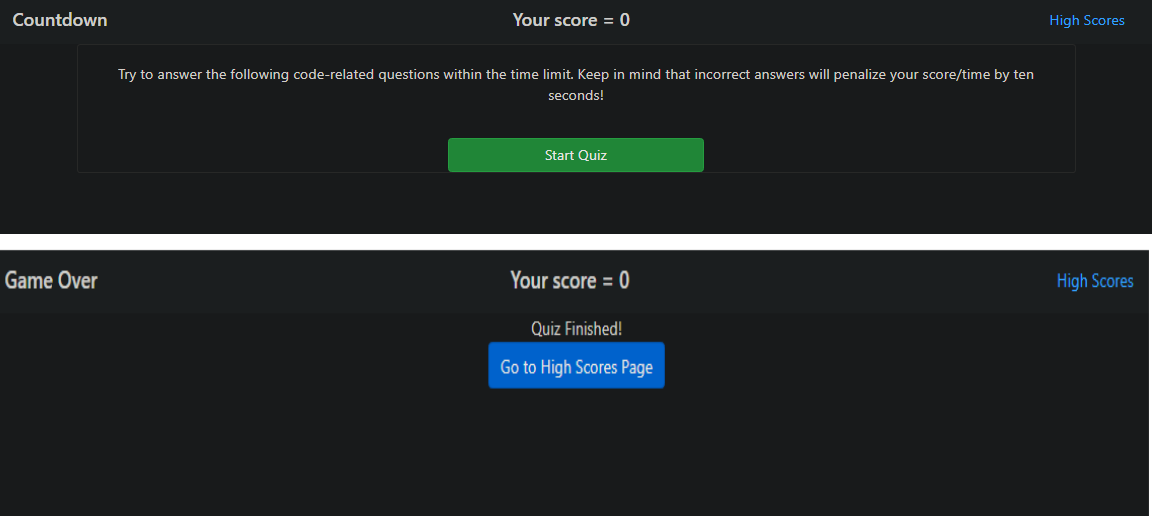 Countdown
Your score = 0
High Scores
Try to answer the following code-related questions within the time limit. Keep in mind that incorrect answers will penalize your score/time by ten
seconds!
Start Quiz
Game Over
Your score = 0
High Scores
Quiz Finished!
Go to High Scores Page